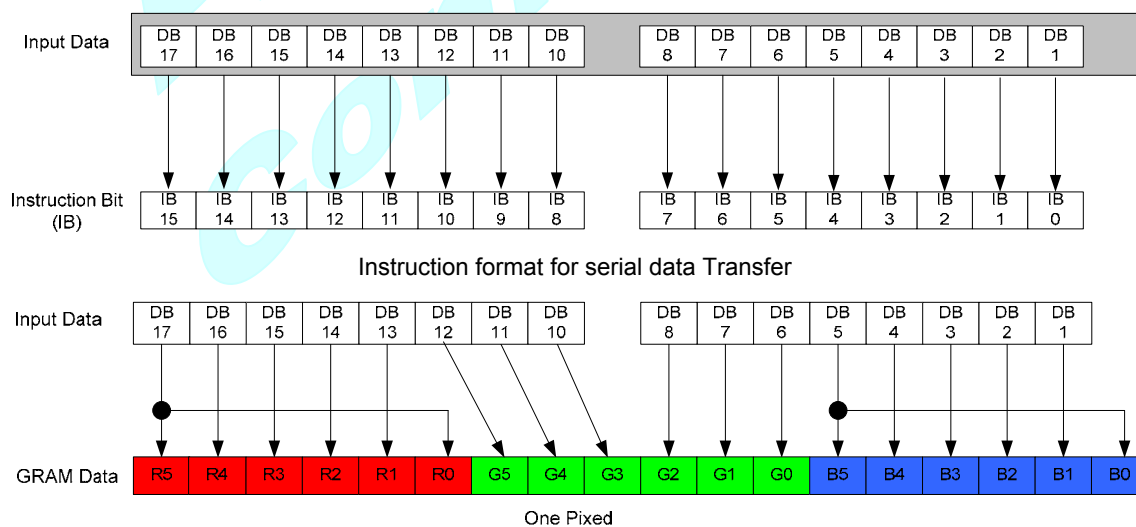 Input Data
DB 17 DB 16 DB 15 DB 14 DB 13 DB 12 DB 11 DB 10 DB 8 DB 7 DB 6 DB 5 DB 4 DB 3 DB 2 DB 1
Instruction Bit
(IB)
IB 15 IB 14 IB 13 IB 12 IB 11 IB 10 IB 9 IB 8 IB 7 IB 6 IB 5 IB 4 IB 3 IB 2 IB 1 IB 0
Instruction format for serial data Transfer
Input Data
DB 17 DB 16 DB 15 DB 14 DB 13 DB 12 DB 11 DB 10 DB 8 DB 7 DB 6 DB 5 DB 4 DB 3 DB 2 DB 1
GRAM Data
R5 R4 R3 R2 R1 R0 G5 G4 G3 G2 G1 G0 B5 B4 B3 B2 B1 B0
One Pixed